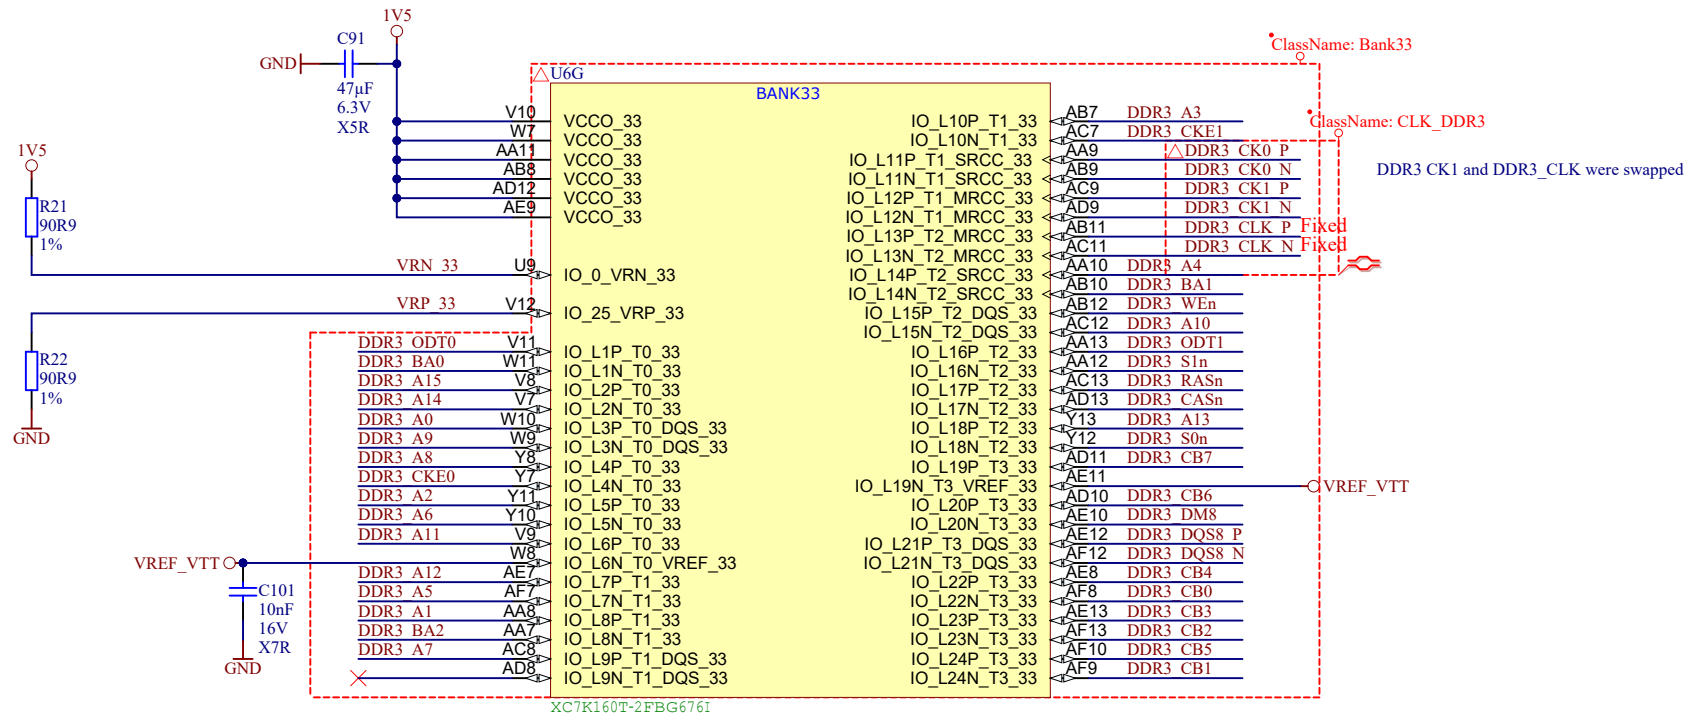 1V5
C91
GND
47µF
6.3V
X5R
ClassName: Bank33
U6G
BANK33
V10 VCCO_33
W7 VCCO_33
AA11 VCCO_33
AB8 VCCO_33
AD12 VCCO_33
AE9 VCCO_33
1V5
R21
90R9
1%
VRN_33 U9 IO_0_VRN_33
VRP_33 V12 IO_25_VRP_33
R22
90R9
1%
GND
DDR3_ODT0 V11 IO_L1P_T0_33
DDR3_BA0 W11 IO_L1N_T0_33
DDR3_A15 V8 IO_L2P_T0_33
DDR3_A14 V7 IO_L2N_T0_33
DDR3_A0 W10 IO_L3P_T0_DQS_33
DDR3_A9 W9 IO_L3N_T0_DQS_33
DDR3_A8 Y8 IO_L4P_T0_33
DDR3_CKE0 Y7 IO_L4N_T0_33
DDR3_A2 Y11 IO_L5P_T0_33
DDR3_A6 Y10 IO_L5N_T0_33
DDR3_A11 V9 IO_L6P_T0_33
VREF_VTT W8 IO_L6N_T0_VREF_33
C101
10nF
16V
X7R
GND
DDR3_A12 AE7 IO_L7P_T1_33
DDR3_A5 AF7 IO_L7N_T1_33
DDR3_A1 AA8 IO_L8P_T1_33
DDR3_BA2 AA7 IO_L8N_T1_33
DDR3_A7 AC8 IO_L9P_T1_DQS_33
AD8 IO_L9N_T1_DQS_33
IO_L10P_T1_33 AB7 DDR3_A3
IO_L10N_T1_33 AC7 DDR3_CKE1
ClassName: CLK_DDR3
IO_L11P_T1_SRCC_33 AA9 DDR3_CK0_P
IO_L11N_T1_SRCC_33 AB9 DDR3_CK0_N
DDR3 CK1 and DDR3_CLK were swapped
IO_L12P_T1_MRCC_33 AC9 DDR3_CK1_P
IO_L12N_T1_MRCC_33 AD9 DDR3_CK1_N
IO_L13P_T2_MRCC_33 AB11 DDR3_CLK_P Fixed
IO_L13N_T2_MRCC_33 AC11 DDR3_CLK_N Fixed
IO_L14P_T2_SRCC_33 AA10 DDR3_A4
IO_L14N_T2_SRCC_33 AB10 DDR3_BA1
IO_L15P_T2_DQS_33 AB12 DDR3_WEn
IO_L15N_T2_DQS_33 AC12 DDR3_A10
IO_L16P_T2_33 AA13 DDR3_ODT1
IO_L16N_T2_33 AA12 DDR3_S1n
IO_L17P_T2_33 AC13 DDR3_RASn
IO_L17N_T2_33 AD13 DDR3_CASn
IO_L18P_T2_33 Y13 DDR3_A13
IO_L18N_T2_33 Y12 DDR3_S0n
IO_L19P_T3_33 AD11 DDR3_CB7
IO_L19N_T3_VREF_33 AE11 VREF_VTT
IO_L20P_T3_33 AD10 DDR3_CB6
IO_L20N_T3_33 AE10 DDR3_DM8
IO_L21P_T3_DQS_33 AE12 DDR3_DQS8_P
IO_L21N_T3_DQS_33 AF12 DDR3_DQS8_N
IO_L22P_T3_33 AE8 DDR3_CB4
IO_L22N_T3_33 AF8 DDR3_CB0
IO_L23P_T3_33 AE13 DDR3_CB3
IO_L23N_T3_33 AF13 DDR3_CB2
IO_L24P_T3_33 AF10 DDR3_CB5
IO_L24N_T3_33 AF9 DDR3_CB1
XC7K160T-2FBG676I